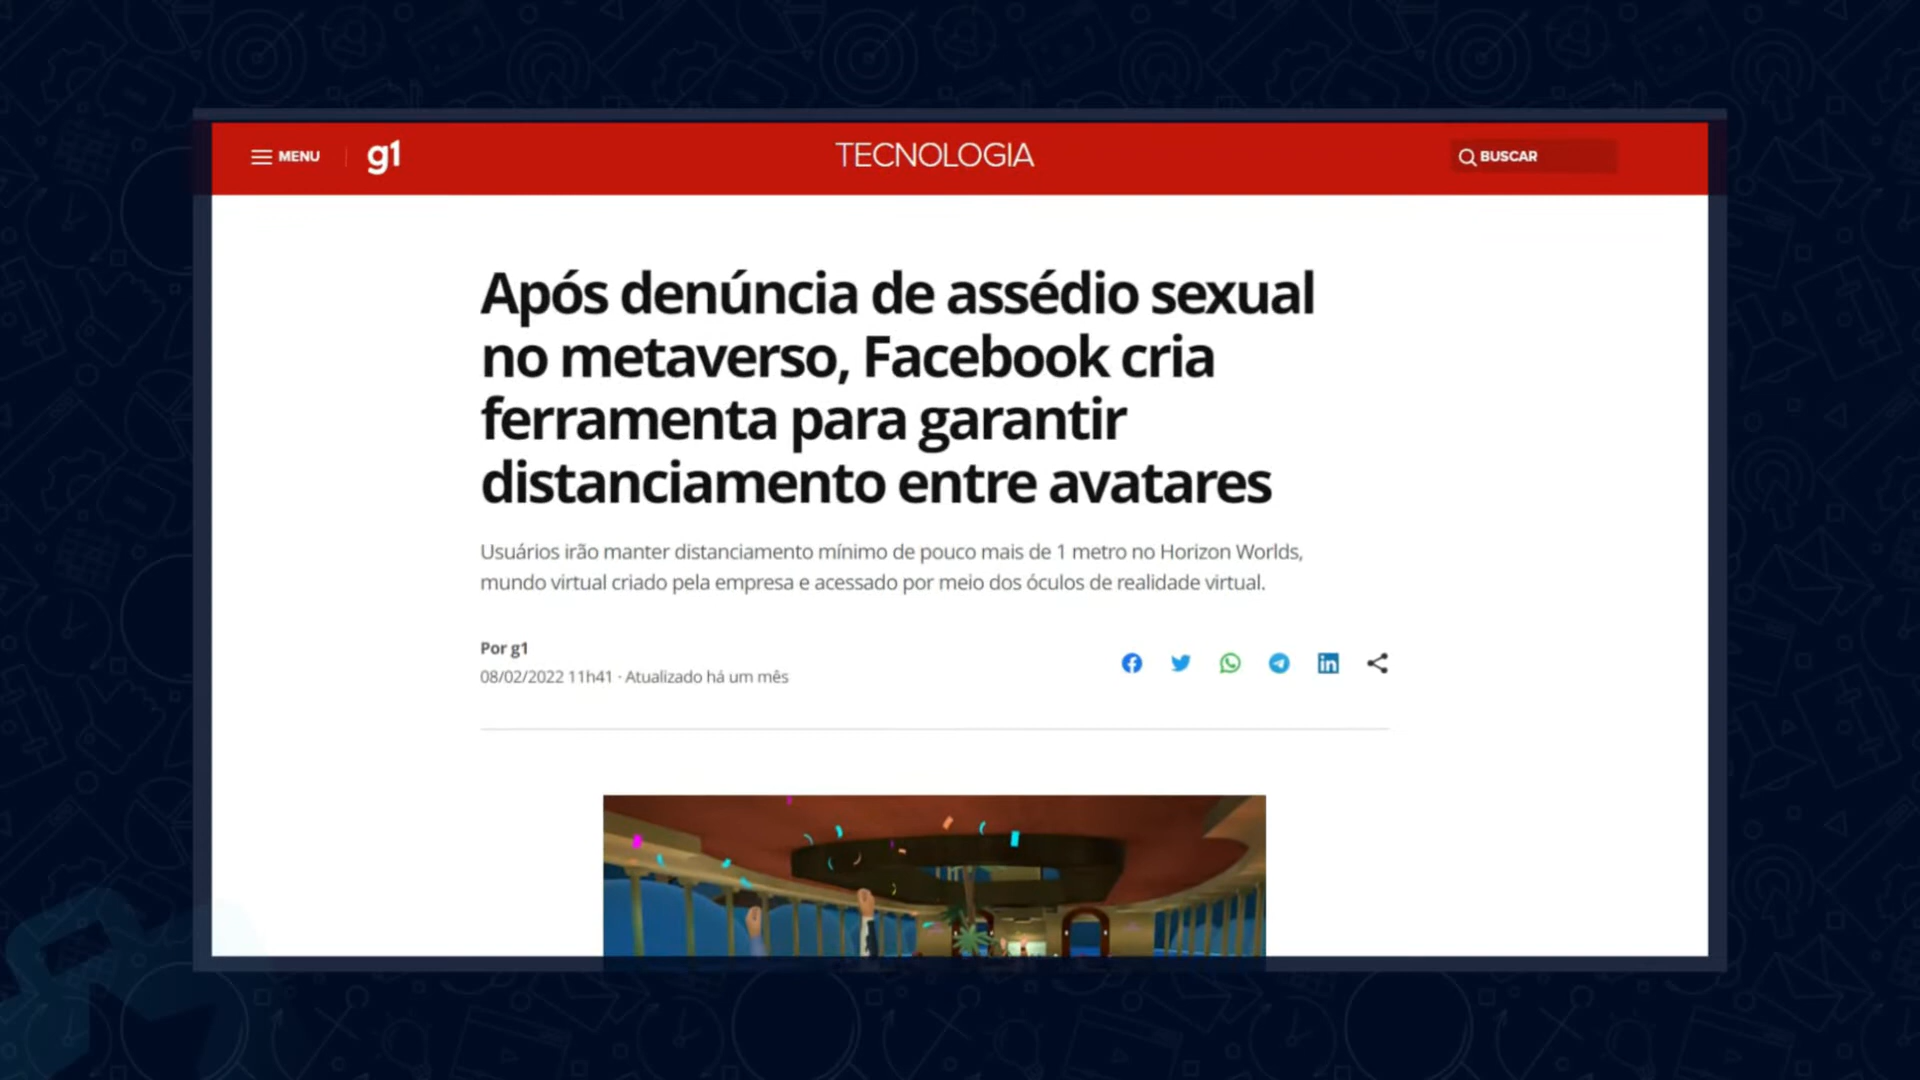 MENU
g1
TECNOLOGIA
BUSCAR
Após denúncia de assédio sexual
no metaverso, Facebook cria
ferramenta para garantir
distanciamento entre avatares
Usuários irão manter distanciamento mínimo de pouco mais de 1 metro no Horizon Worlds,
mundo virtual criado pela empresa e acessado por meio dos óculos de realidade virtual.
Por g1
08/02/2022 11h41 · Atualizado há um mês